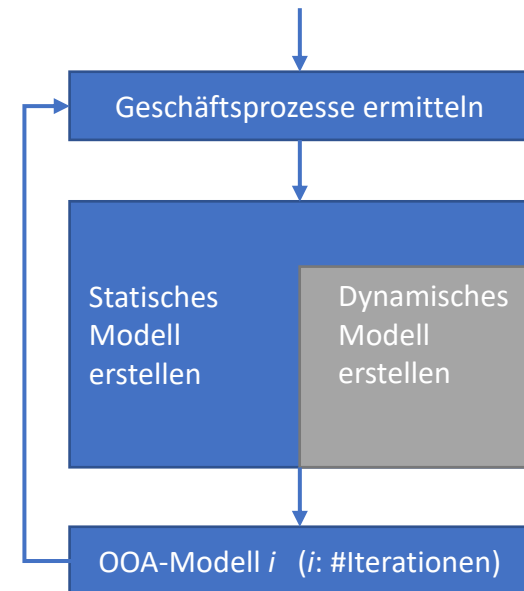 Geschäftsprozesse ermitteln
Statisches
Modell
erstellen
Dynamisches
Modell
erstellen
OOA-Modell i (i: #Iterationen)